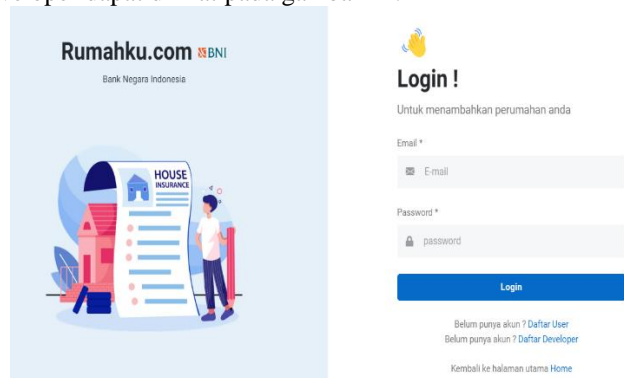 Rumahku.com BNI
Bank Negara Indonesia
HOUSE
INSURANCE
Login !
Untuk menambahkan perumahan anda
Email *
E-mail
Password *
password
Login
Belum punya akun ? Daftar User
Belum punya akun ? Daftar Developer
Kembali ke halaman utama Home